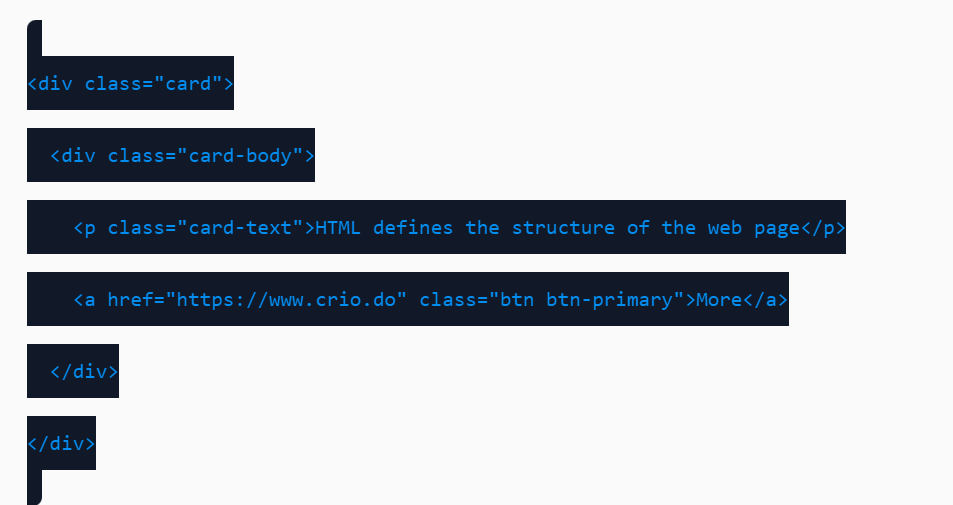 <div class="card">
  <div class="card-body">
    <p class="card-text">HTML defines the structure of the web page</p>
    <a href="https://www.crio.do" class="btn btn-primary">More</a>
  </div>
</div>